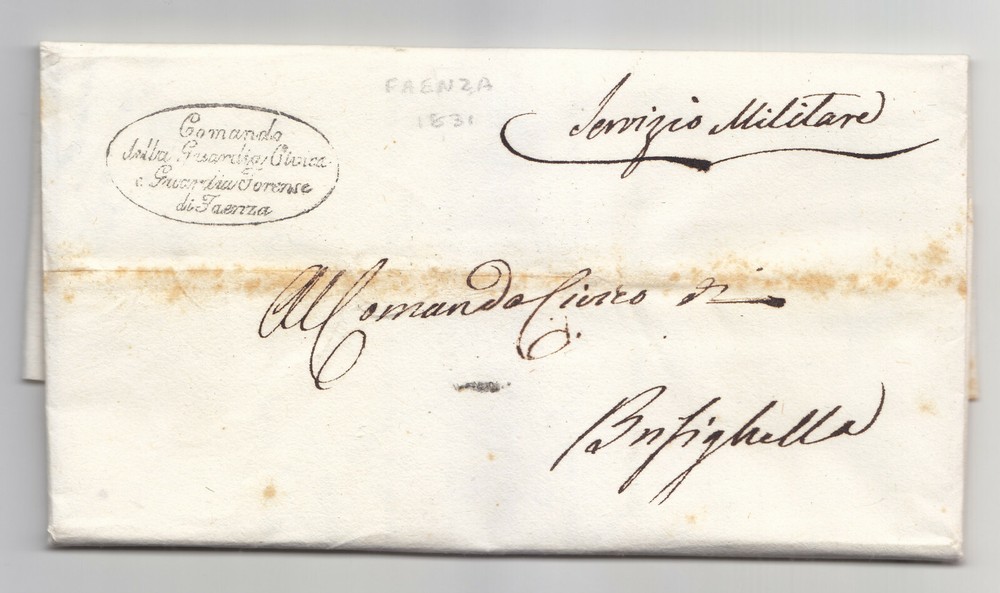 FAENZA
1831
Servizio Militare
Comando
della Guardia Civica
e Guardia Forense
di Faenza
Al Comando Civico di
Brisighella